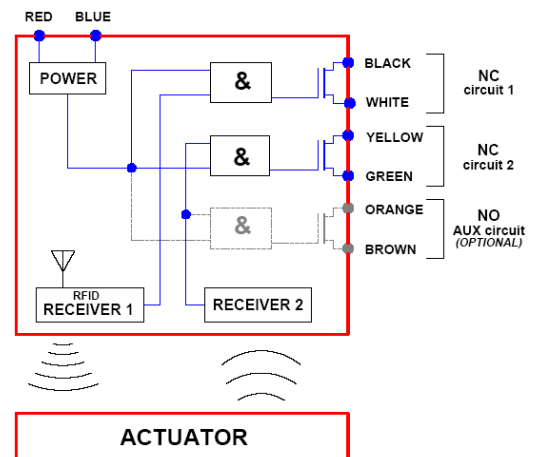 RED BLUE
POWER
&
BLACK
WHITE
NC
circuit 1
&
YELLOW
GREEN
NC
circuit 2
&
ORANGE
BROWN
NO
AUX circuit
(OPTIONAL)
RFID
RECEIVER 1
RECEIVER 2
ACTUATOR